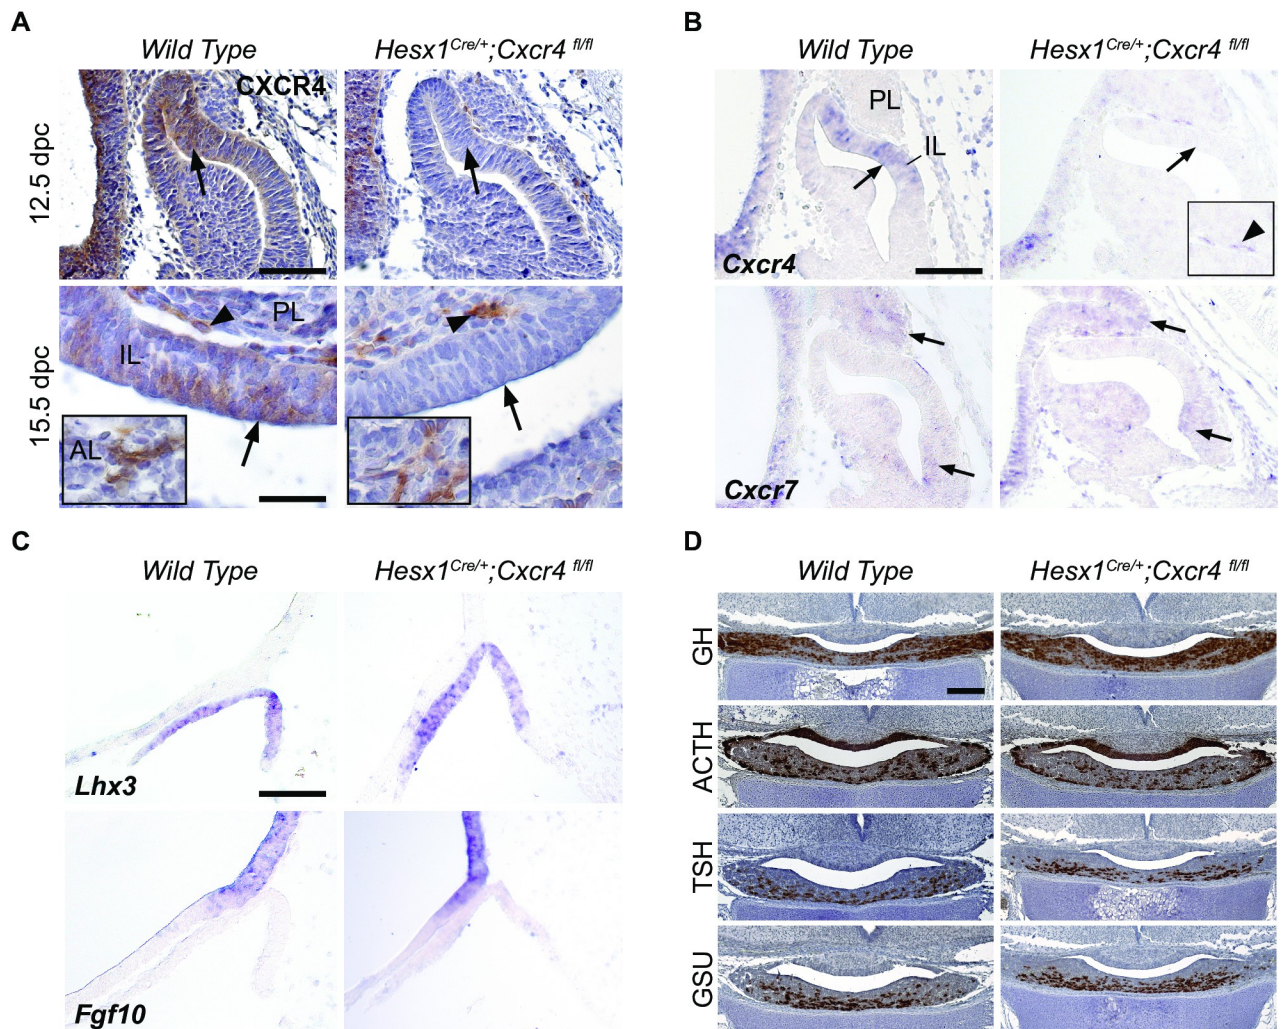 A
Wild Type
Hesx1Cre/+;Cxcr4 fl/fl
12.5 dpc
CXCR4
15.5 dpc
PL
IL
AL
B
Wild Type
Hesx1Cre/+;Cxcr4 fl/fl
PL
IL
Cxcr4
Cxcr7
C
Wild Type
Hesx1Cre/+;Cxcr4 fl/fl
Lhx3
Fgf10
D
Wild Type
Hesx1Cre/+;Cxcr4 fl/fl
GH
ACTH
TSH
GSU